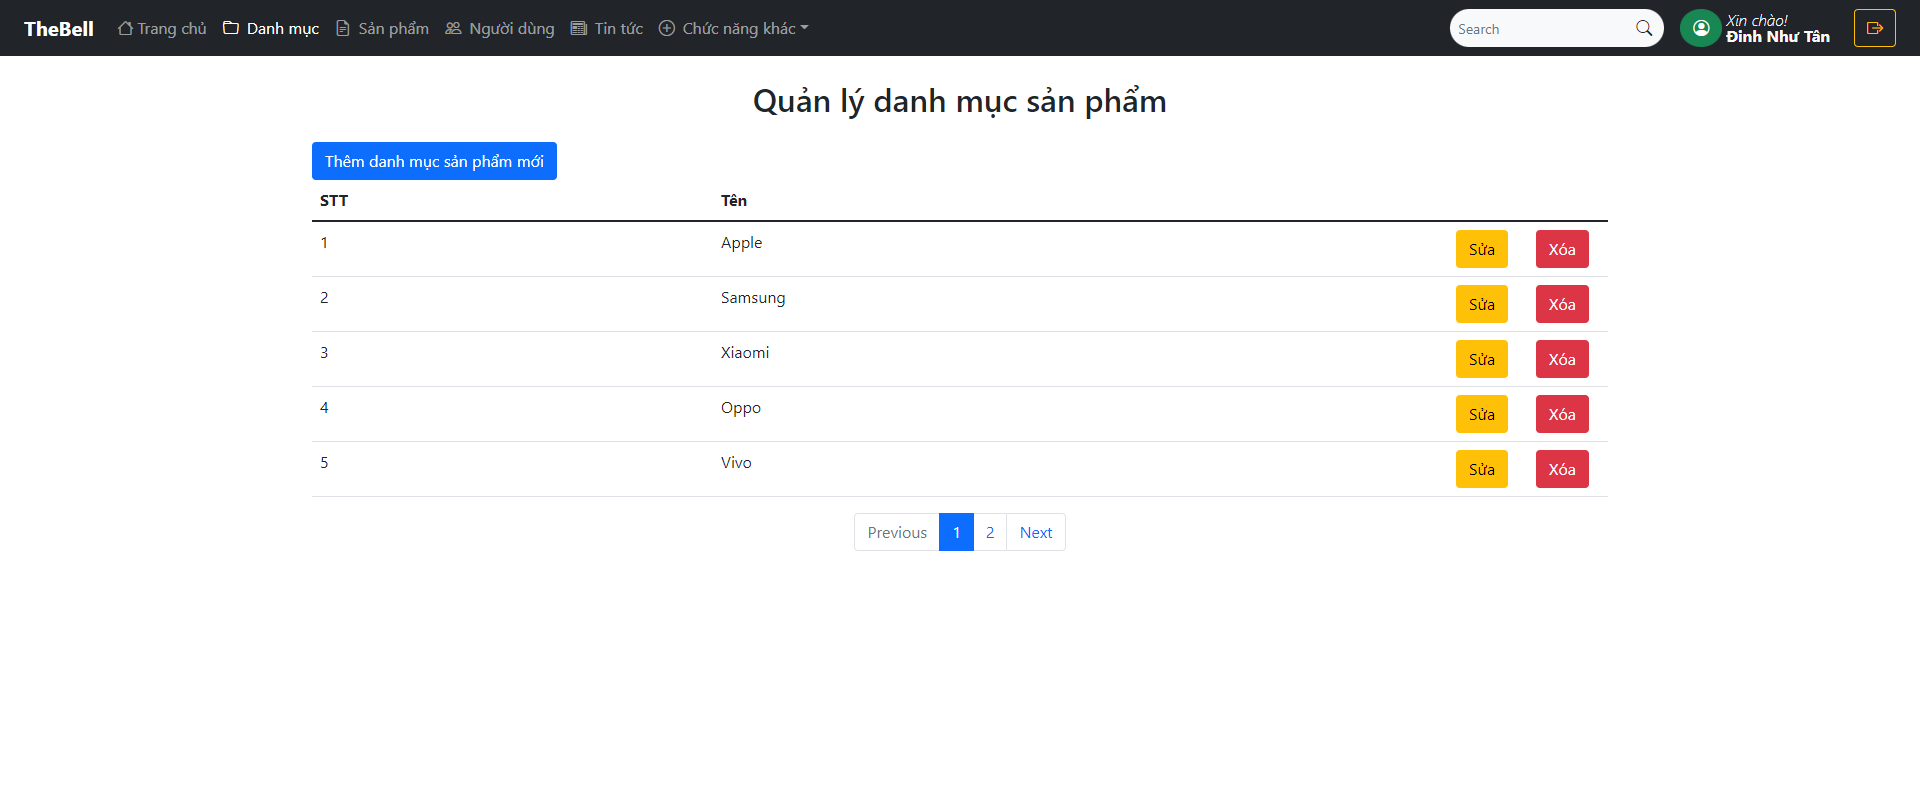 TheBell Trang chủ Danh mục Sản phẩm Người dùng Tin tức Chức năng khác Search Xin chào!
Đinh Như Tân
Quản lý danh mục sản phẩm
Thêm danh mục sản phẩm mới
STT Tên
1 Apple Sửa Xóa
2 Samsung Sửa Xóa
3 Xiaomi Sửa Xóa
4 Oppo Sửa Xóa
5 Vivo Sửa Xóa
Previous 1 2 Next